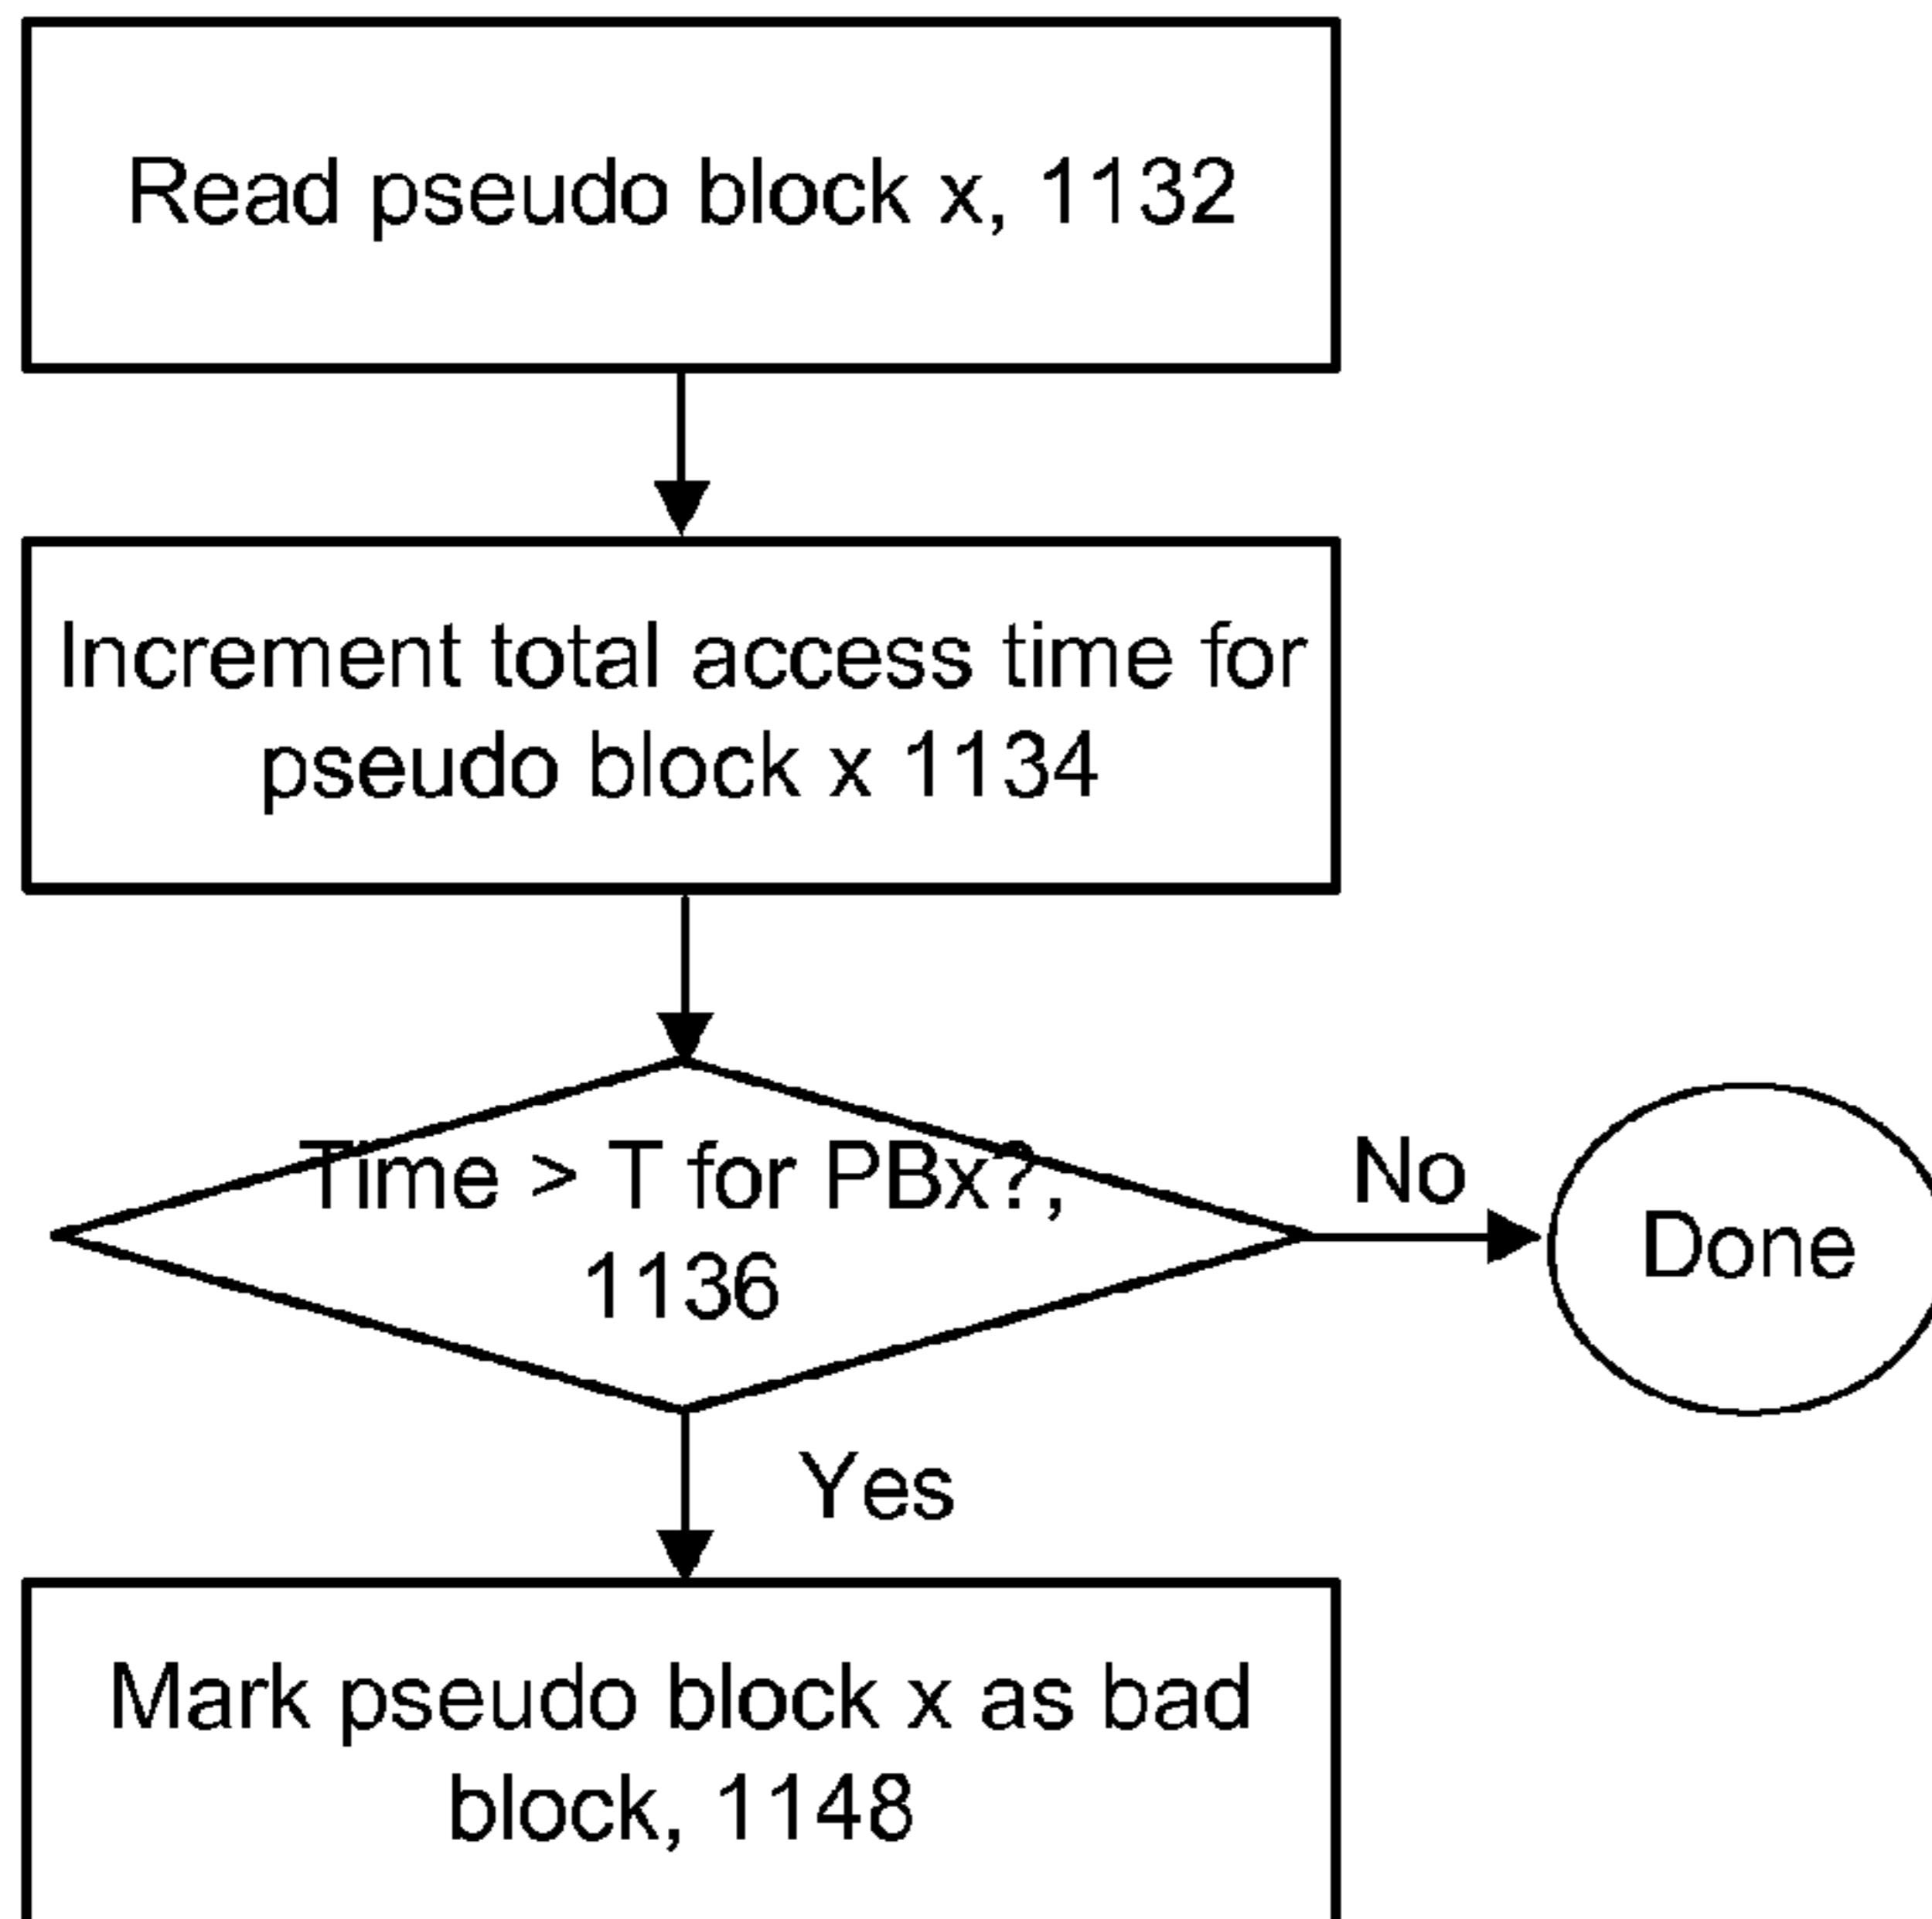 Read pseudo block x, 1132
Increment total access time for
pseudo block x 1134
Time > T for PBx?,
1136
No
Done
Yes
Mark pseudo block x as bad
block, 1148